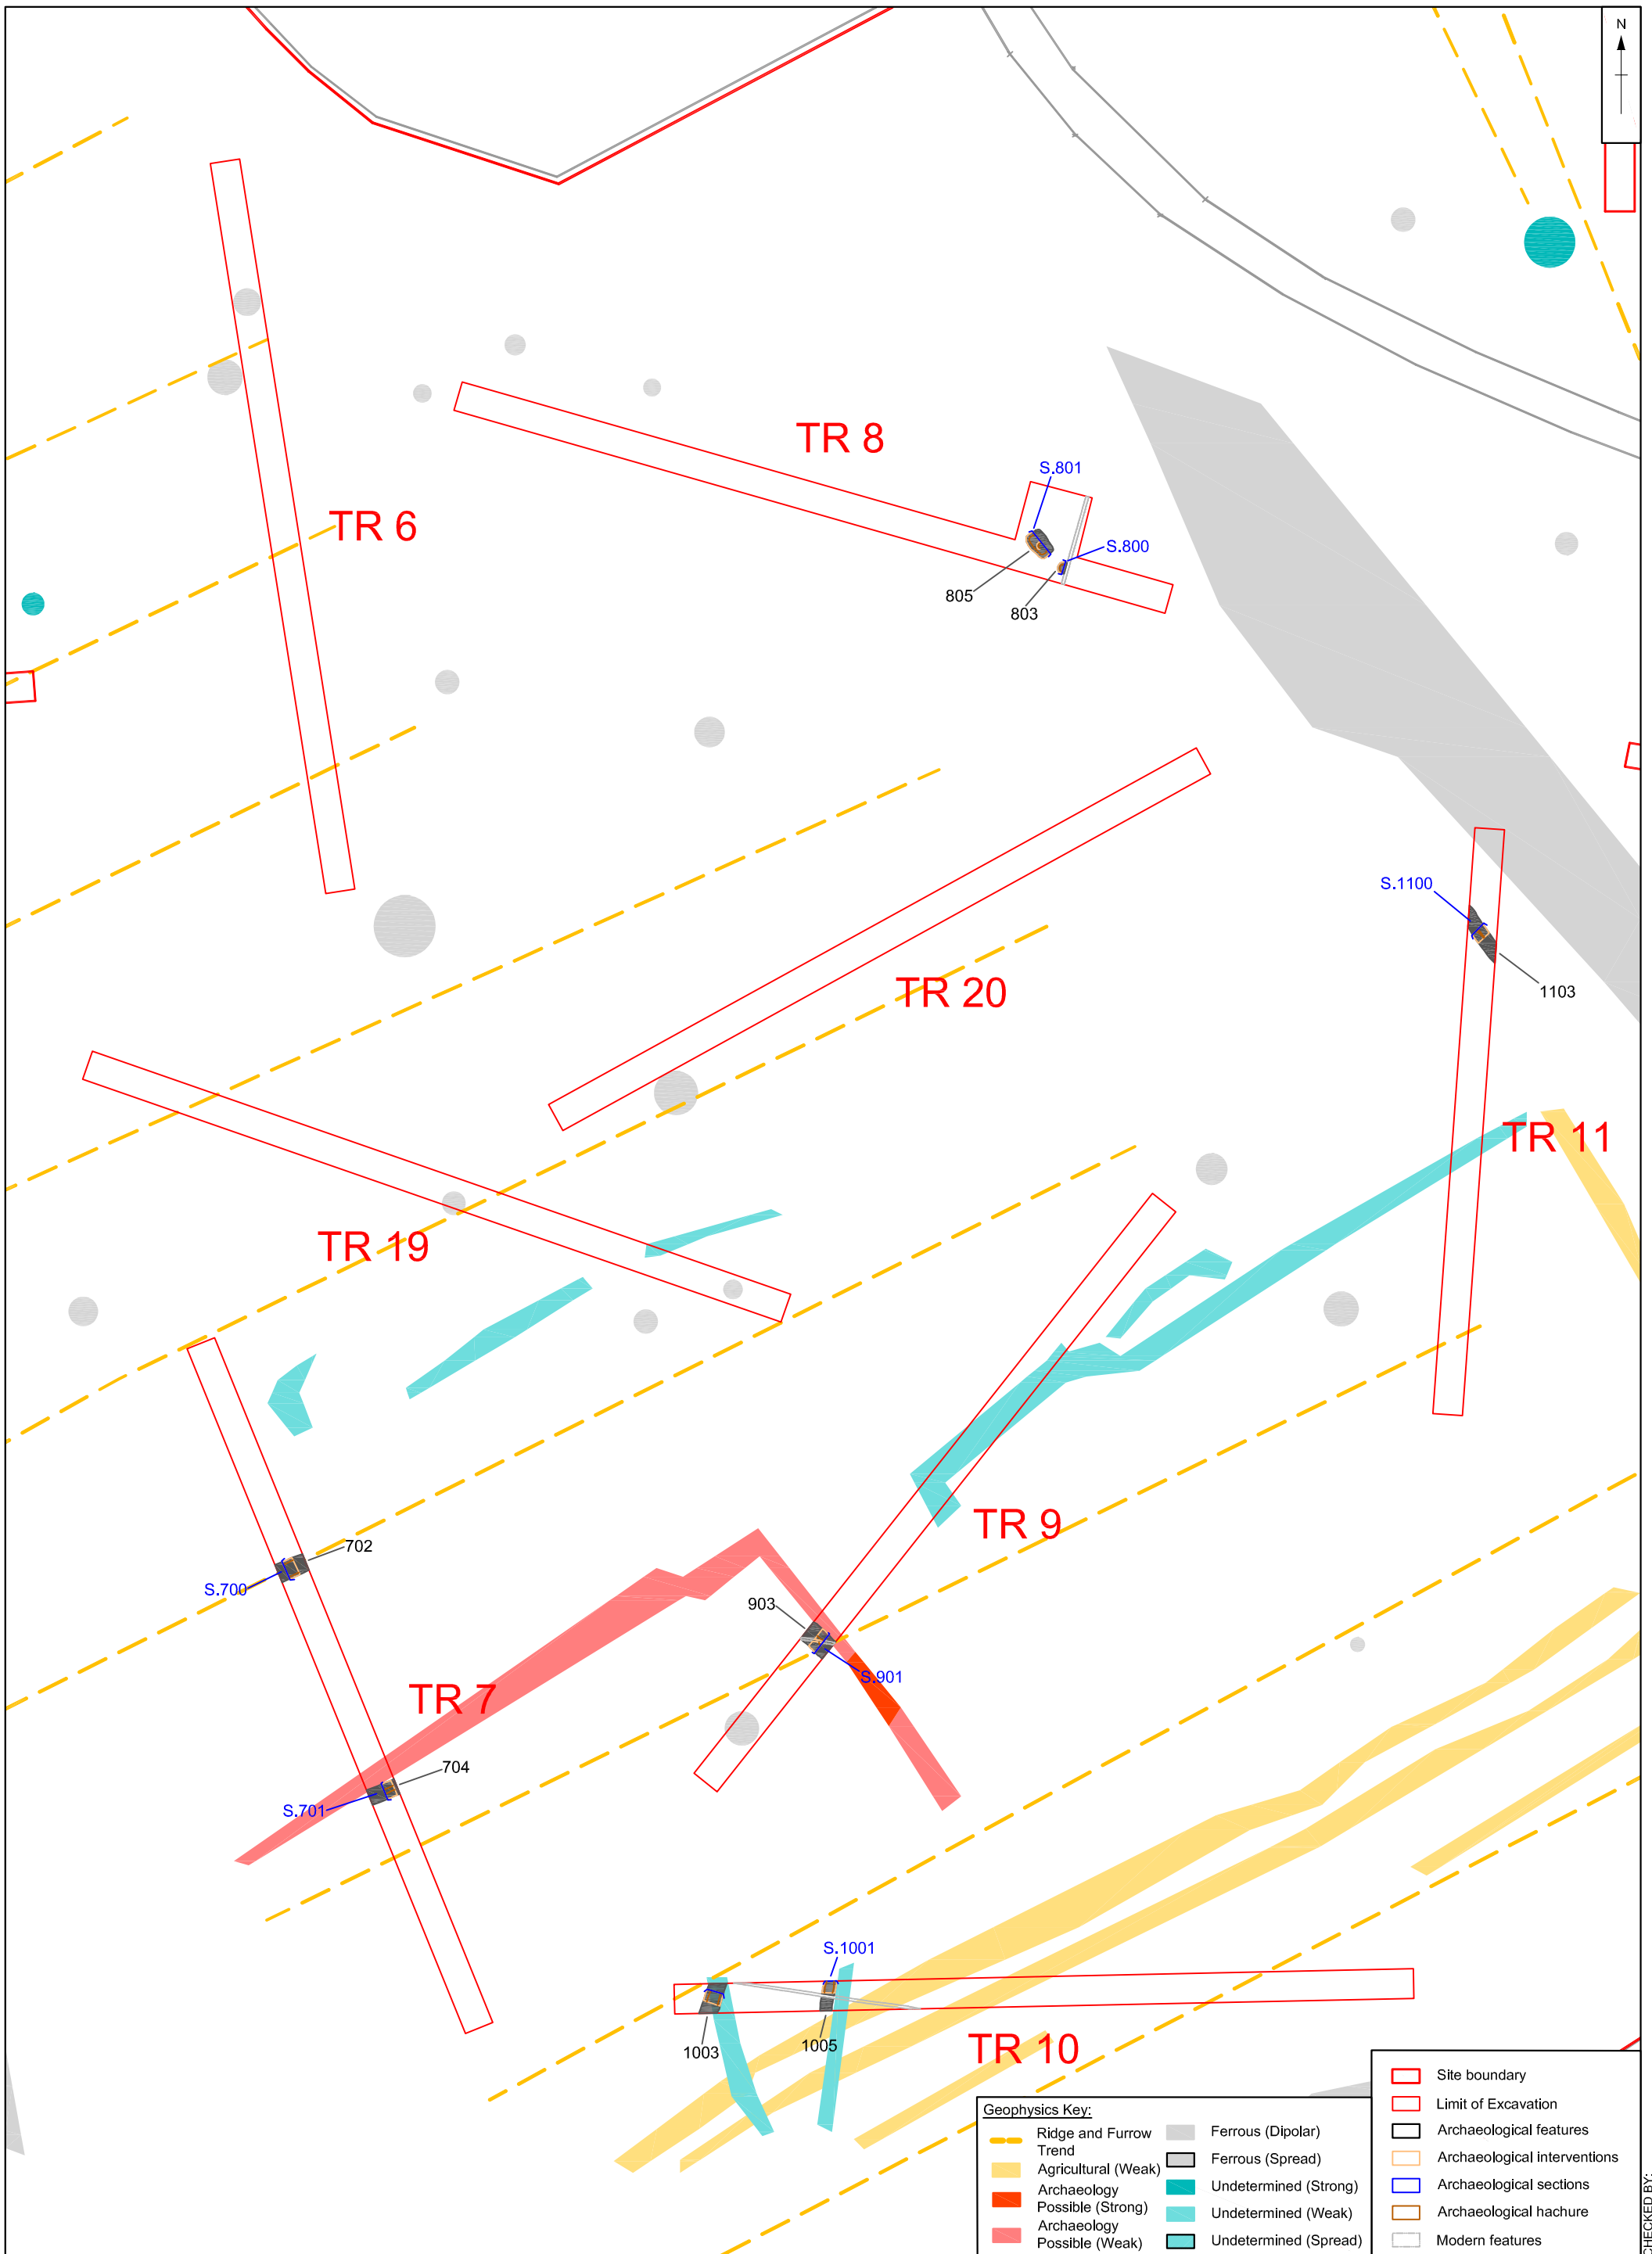 N
TR 8
S.801
TR 6
S.800
805
803
S.1100
TR 20
1103
TR 11
TR 19
TR 9
702
S.700
903
S.901
TR 7
704
S.701
S.1001
1003
1005
TR 10
Geophysics Key:
Ridge and Furrow
Trend
Agricultural (Weak)
Archaeology
Possible (Strong)
Archaeology
Possible (Weak)
Ferrous (Dipolar)
Ferrous (Spread)
Undetermined (Strong)
Undetermined (Weak)
Undetermined (Spread)
Site boundary
Limit of Excavation
Archaeological features
Archaeological interventions
Archaeological sections
Archaeological hachure
Modern features
CHECKED BY: